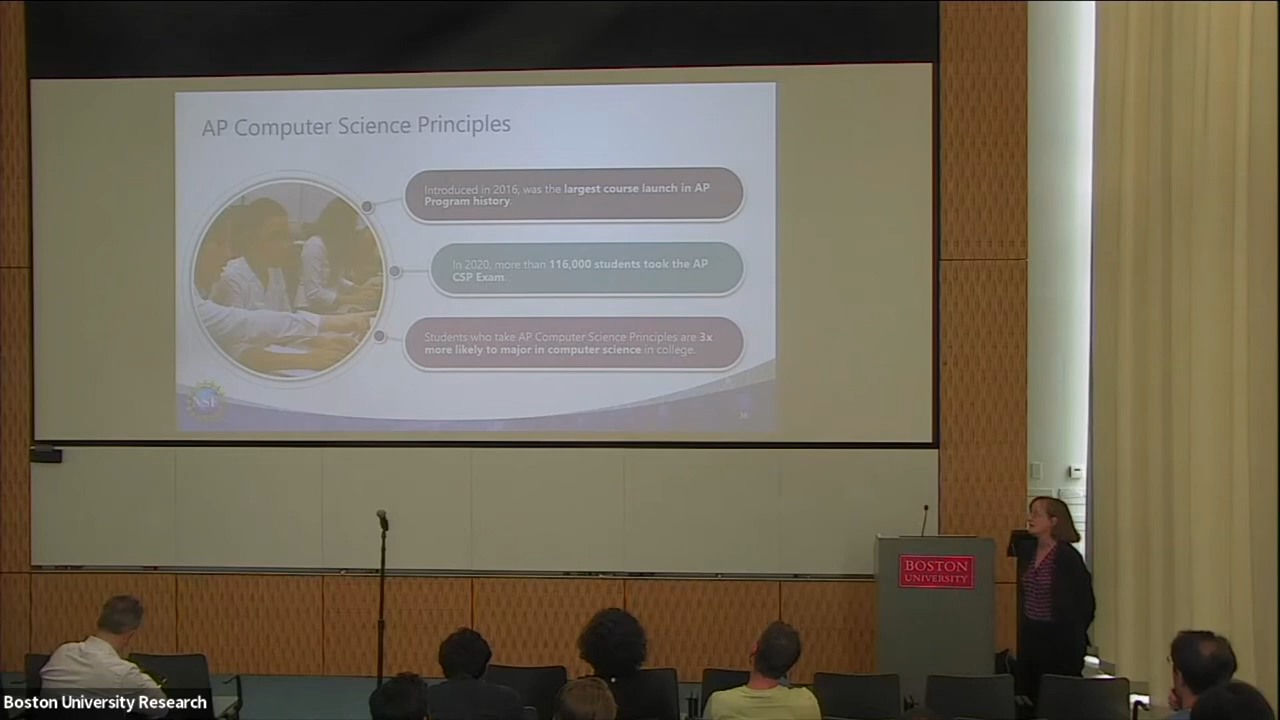 AP Computer Science Principles
Introduced in 2016, was the largest course launch in AP
Program history.
In 2020, more than 116,000 students took the AP
CSP Exam.
Students who take AP Computer Science Principles are 3x
more likely to major in computer science in college.
NSF
BOSTON
UNIVERSITY
Boston University Research